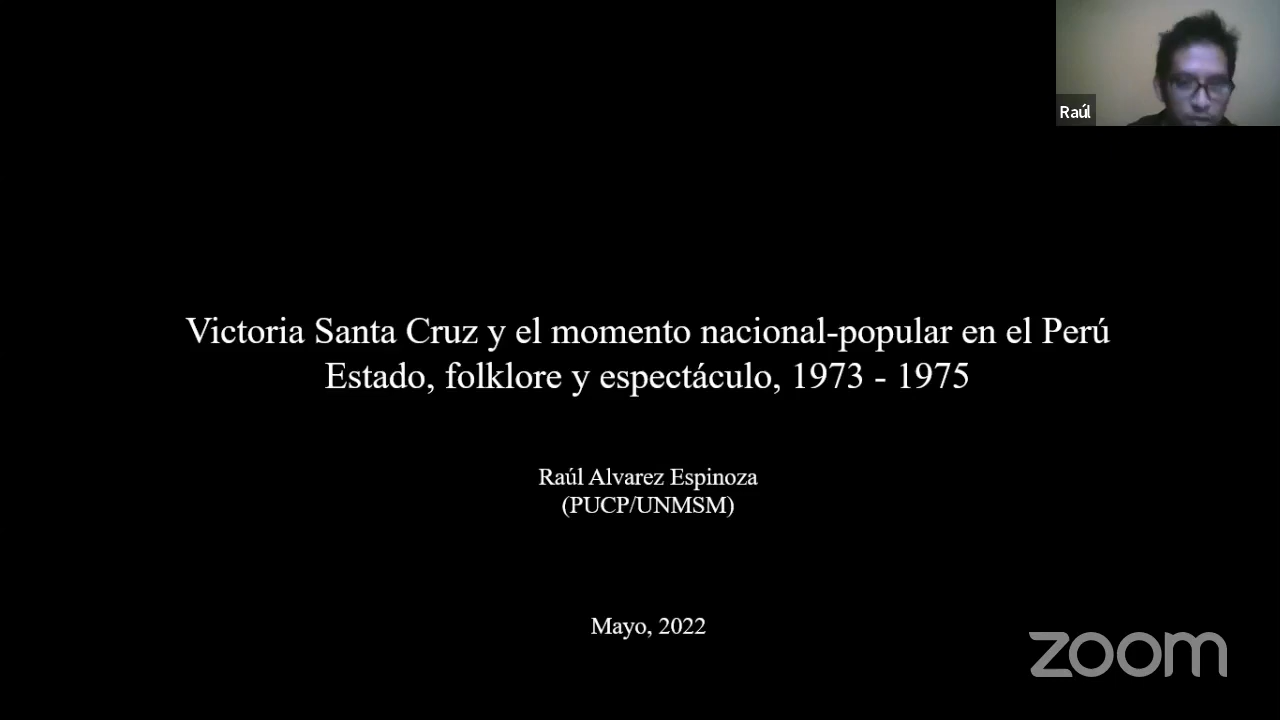 Raúl
Victoria Santa Cruz y el momento nacional-popular en el Perú
Estado, folklore y espectáculo, 1973 - 1975
Raúl Alvarez Espinoza
(PUCP/UNMSM)
Mayo, 2022
zoom